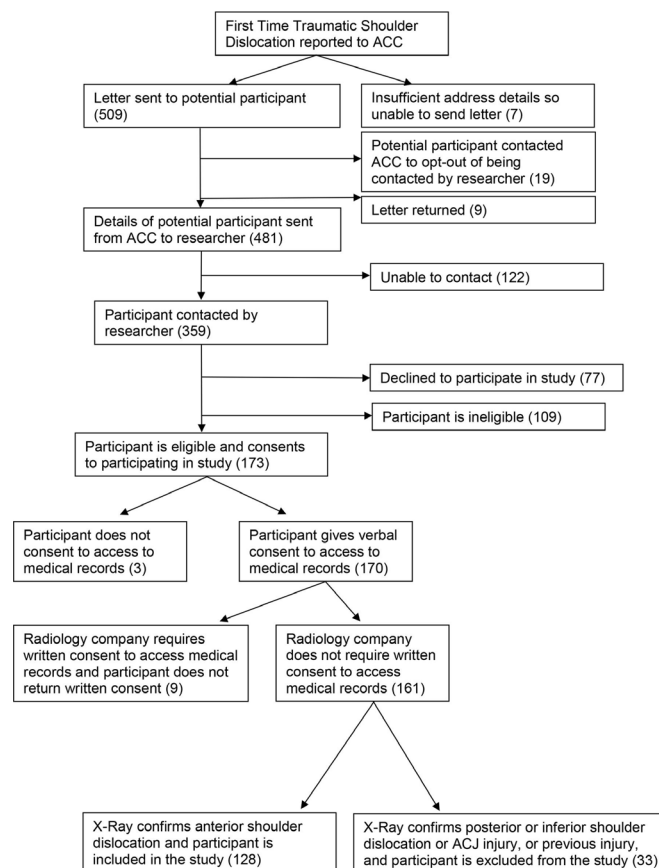 First Time Traumatic Shoulder
Dislocation reported to ACC
Letter sent to potential participant
(509)
Insufficient address details so
unable to send letter (7)
Potential participant contacted
ACC to opt-out of being
contacted by researcher (19)
Letter returned (9)
Details of potential participant sent
from ACC to researcher (481)
Unable to contact (122)
Participant contacted by
researcher (359)
Declined to participate in study (77)
Participant is ineligible (109)
Participant is eligible and consents
to participating in study (173)
Participant does not
consent to access to
medical records (3)
Participant gives verbal
consent to access to
medical records (170)
Radiology company requires
written consent to access medical
records and participant does not
return written consent (9)
Radiology company
does not require written
consent to access
medical records (161)
X-Ray confirms anterior shoulder
dislocation and participant is
included in the study (128)
X-Ray confirms posterior or inferior shoulder
dislocation or ACJ injury, or previous injury,
and participant is excluded from the study (33)